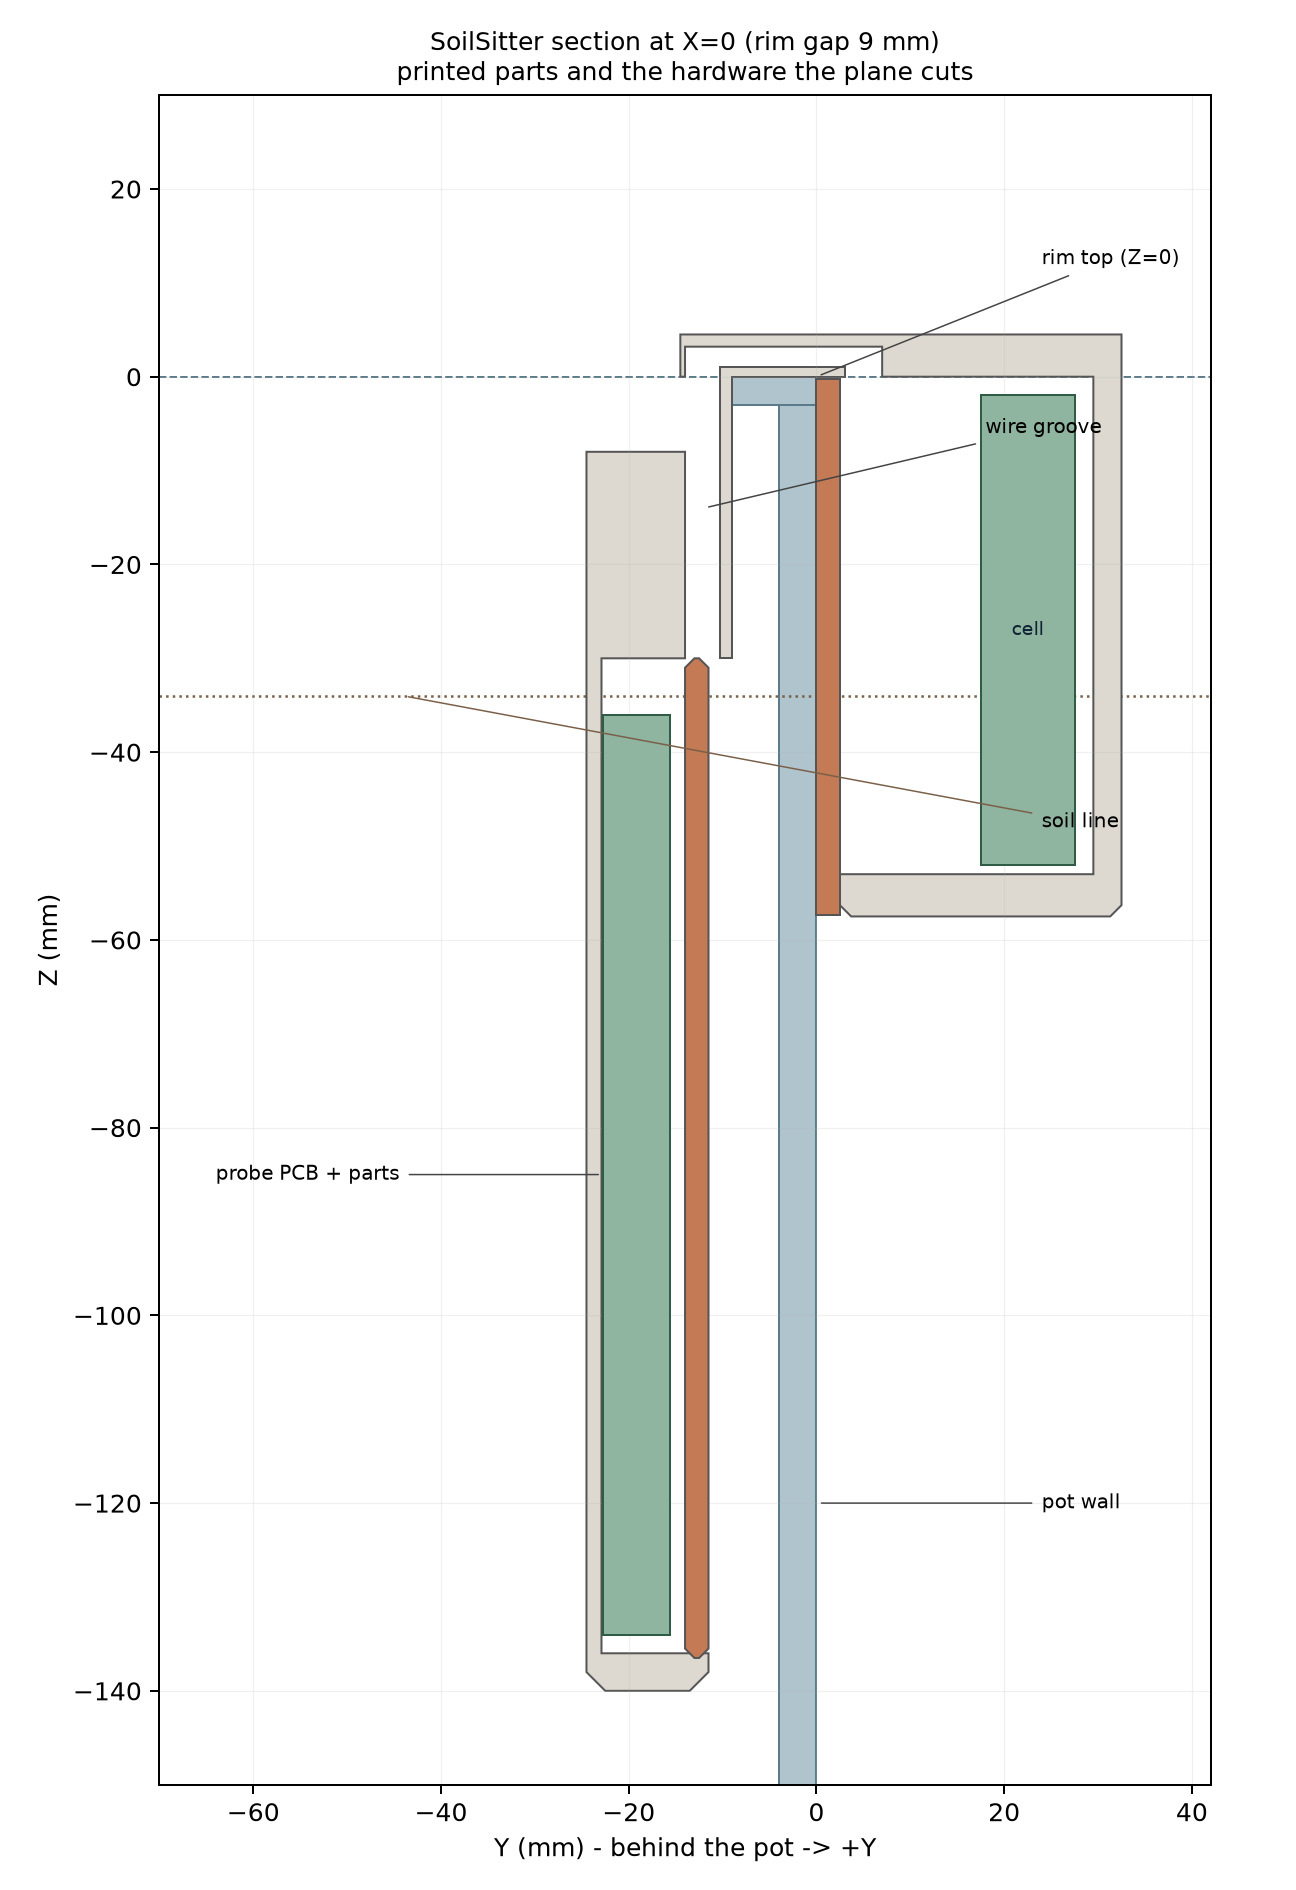 SoilSitter section at X=0 (rim gap 9 mm)
printed parts and the hardware the plane cuts
20
rim top (Z=0)
0
wire groove
−20
cell
−40
soil line
Z (mm)
−60
−80
probe PCB + parts
−100
−120
pot wall
−140
−60
−40
−20
0
20
40
Y (mm) - behind the pot -> +Y